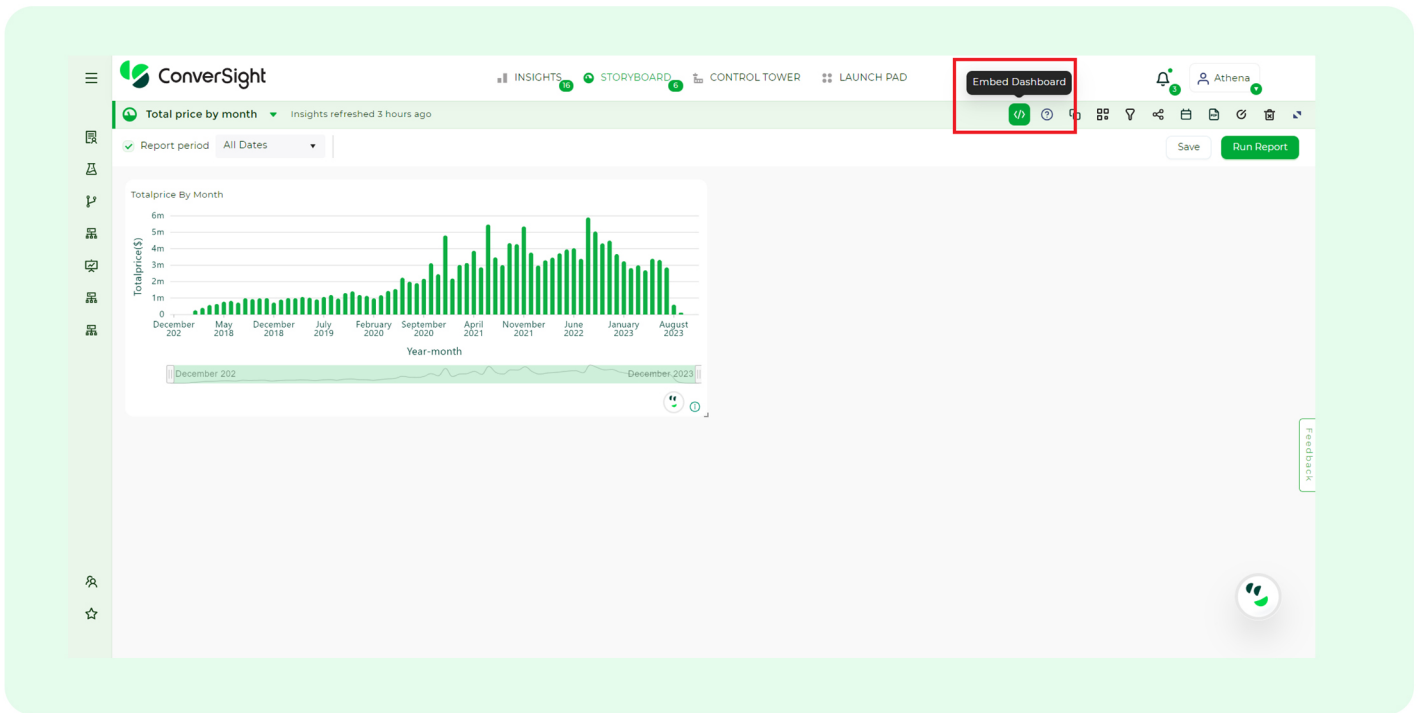 ConverSight
INSIGHTS 16
STORYBOARD 6
CONTROL TOWER
LAUNCH PAD
Embed Dashboard
3
Athena
Total price by month
Insights refreshed 3 hours ago
</>
?
Report period
All Dates
Save
Run Report
Totalprice By Month
6m
5m
4m
3m
2m
1m
0
Totalprice($)
December 202
May 2018
December 2018
July 2019
February 2020
September 2020
April 2021
November 2021
June 2022
January 2023
August 2023
Year-month
December 202
December 2023
Feedback